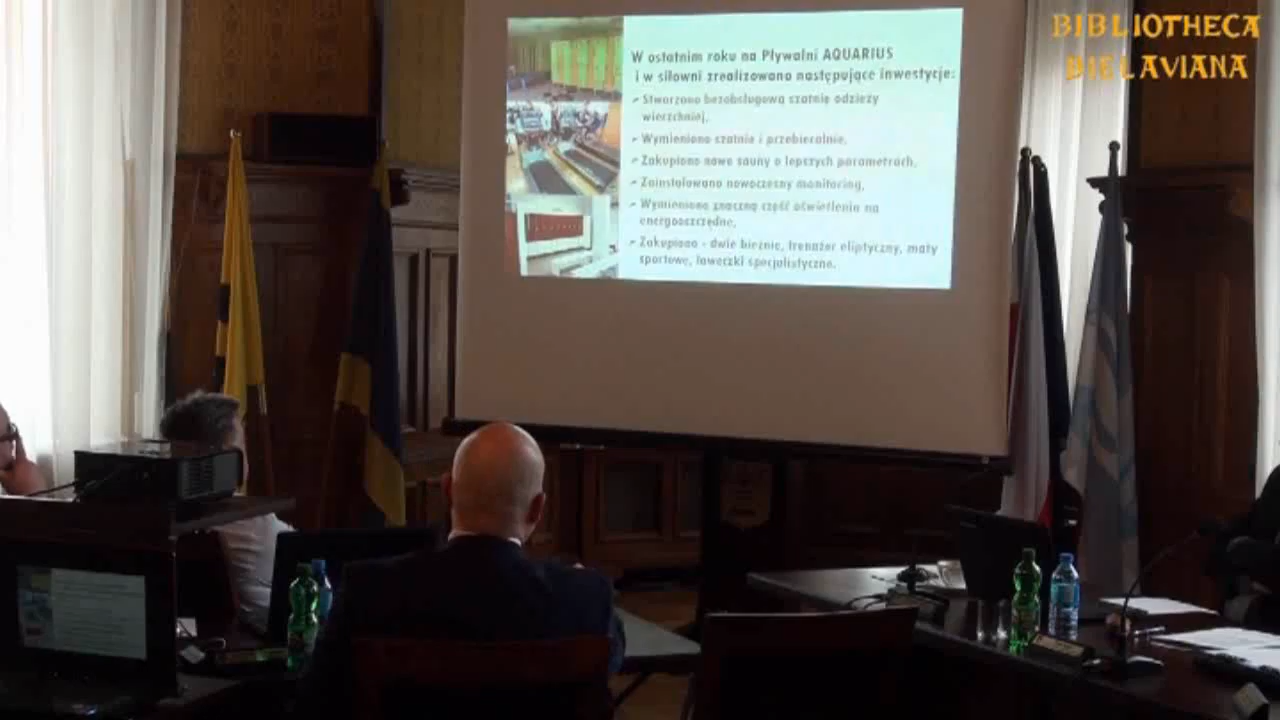 BIBLIOTHECA
BIELAVIANA
W ostatnim roku na Pływalni AQUARIUS
i w siłowni zrealizowano następujące inwestycje:
Stworzono bezobsługową szatnię odzieży
wierzchniej,
Wymieniono szatnie i przebieralnie,
Zakupiono nowe sauny o lepszych parametrach,
Zainstalowano nowoczesny monitoring,
Wymieniono znaczną część oświetlenia na
energooszczędne,
Zakupiono - dwie bieżnie, trenażer eliptyczny, maty
sportowe, ławeczki specjalistyczne.